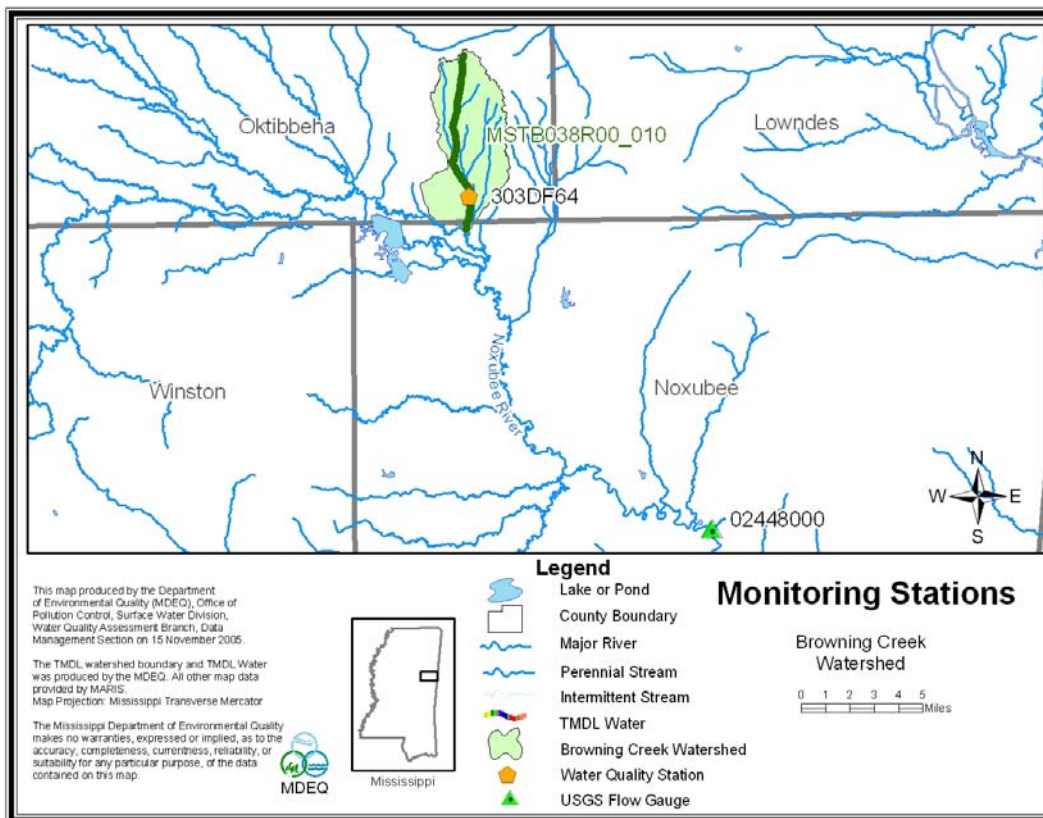 Oktibbeha
Lowndes
MSTB038R00_010
303DF64
Winston
Noxubee River
Noxubee
N
W E
S
02448000
This map produced by the Department
of Environmental Quality (MDEQ), Office of
Pollution Control, Surface Water Division,
Water Quality Assessment Branch, Data
Management Section on 15 November 2005.
The TMDL watershed boundary and TMDL Water
was produced by the MDEQ. All other map data
provided by MARIS.
Map Projection: Mississippi Transverse Mercator
The Mississippi Department of Environmental Quality
makes no warranties, expressed or implied, as to the
accuracy, completeness, currentness, reliability, or
suitability for any particular purpose, of the data
contained on this map.
MDEQ
Mississippi
Legend
Lake or Pond
County Boundary
Major River
Perennial Stream
Intermittent Stream
TMDL Water
Browning Creek Watershed
Water Quality Station
USGS Flow Gauge
Monitoring Stations
Browning Creek
Watershed
0 1 2 3 4 5
Miles